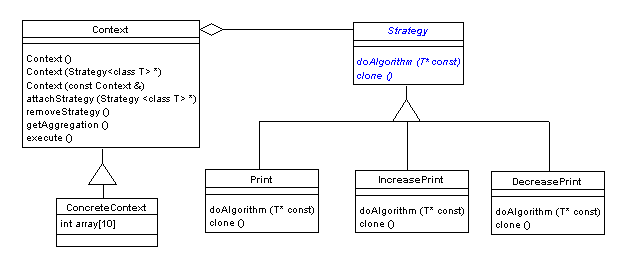 Context
Context ()
Context (Strategy<class T> *)
Context (const Context &)
attachStrategy (Strategy <class T> *)
removeStrategy ()
getAggregation ()
execute ()
Strategy
doAlgorithm (T* const)
clone ()
ConcreteContext
int array[10]
Print
doAlgorithm (T* const)
clone ()
IncreasePrint
doAlgorithm (T* const)
clone ()
DecreasePrint
doAlgorithm (T* const)
clone ()